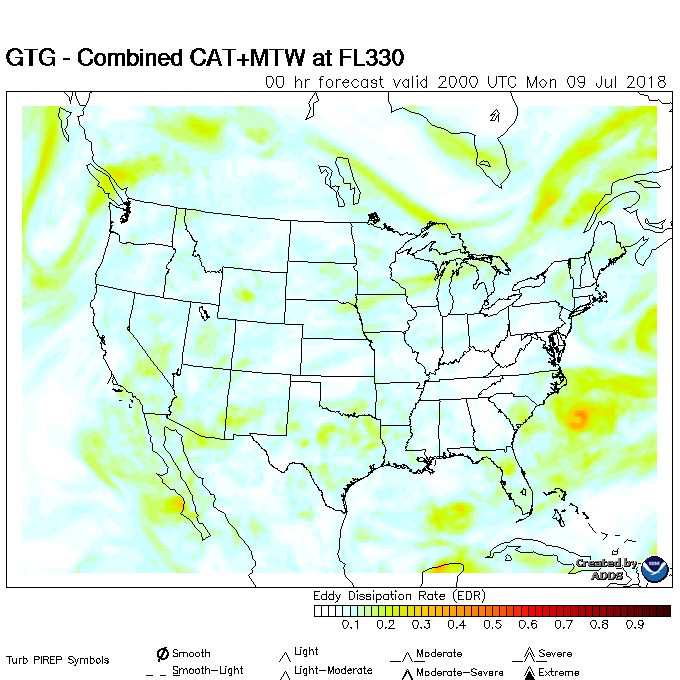 GTG - Combined CAT+MTW at FL330
00 hr forecast valid 2000 UTC Mon 09 Jul 2018
Created by
ADDS
Eddy Dissipation Rate (EDR)
0.1 0.2 0.3 0.4 0.5 0.6 0.7 0.8 0.9
Turb PIREP Symbols
Smooth Light Moderate Severe
Smooth-Light Light-Moderate Moderate-Severe Extreme